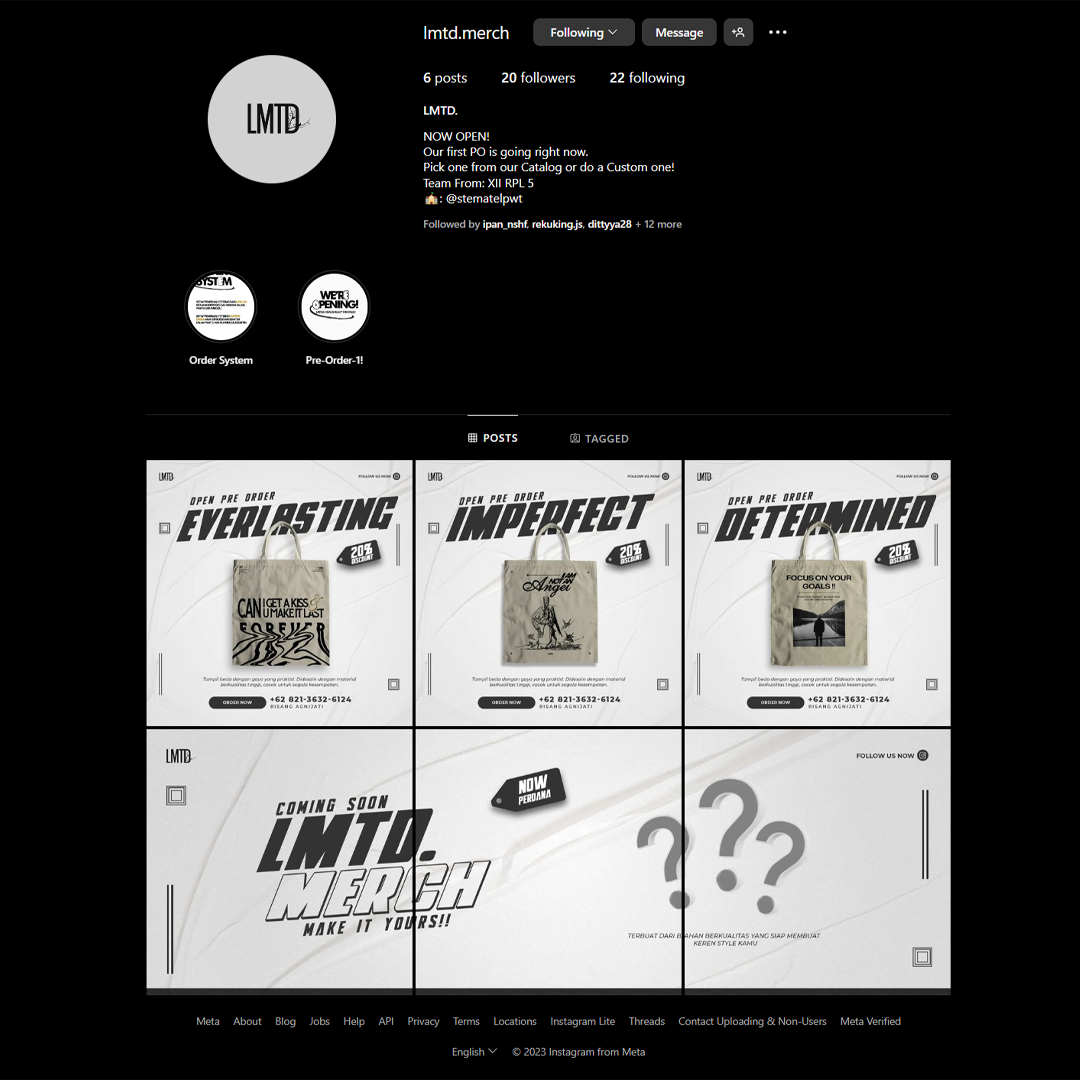 lmtd.merch Following Message
6 posts 20 followers 22 following
LMTD.
NOW OPEN!
Our first PO is going right now.
Pick one from our Catalog or do a Custom one!
Team From: XII RPL 5
: @stematelpwt
Followed by ipan_nshf, rekuking.js, dittyya28 + 12 more
LMTD
SYSTEM
WE'RE
OPENING!
Order System
Pre-Order-1!
POSTS TAGGED
LMTD
FOLLOW US NOW
OPEN PRE ORDER
EVERLASTING
20%
DISCOUNT
CAN I GET A KISS &
U MAKE IT LAST
FOREVER
Tampil beda dengan gaya yang praktis!. Didesain dengan material
berkualitas tinggi, cocok untuk segala kesempatan.
ORDER NOW
+62 821-3632-6124
RISANG AGNIJATI
LMTD
FOLLOW US NOW
OPEN PRE ORDER
IMPERFECT
20%
DISCOUNT
I AM
NOT AN
Angel
Tampil beda dengan gaya yang praktis!. Didesain dengan material
berkualitas tinggi, cocok untuk segala kesempatan.
ORDER NOW
+62 821-3632-6124
RISANG AGNIJATI
LMTD
FOLLOW US NOW
OPEN PRE ORDER
DETERMINED
20%
DISCOUNT
FOCUS ON YOUR
GOALS !!
Tampil beda dengan gaya yang praktis!. Didesain dengan material
berkualitas tinggi, cocok untuk segala kesempatan.
ORDER NOW
+62 821-3632-6124
RISANG AGNIJATI
LMTD
FOLLOW US NOW
NOW
PERDANA
COMING SOON
LMTD.
MERCH
MAKE IT YOURS!!
???
TERBUAT DARI BAHAN BERKUALITAS YANG SIAP MEMBUAT
KEREN STYLE KAMU
Meta About Blog Jobs Help API Privacy Terms Locations Instagram Lite Threads Contact Uploading & Non-Users Meta Verified
English © 2023 Instagram from Meta